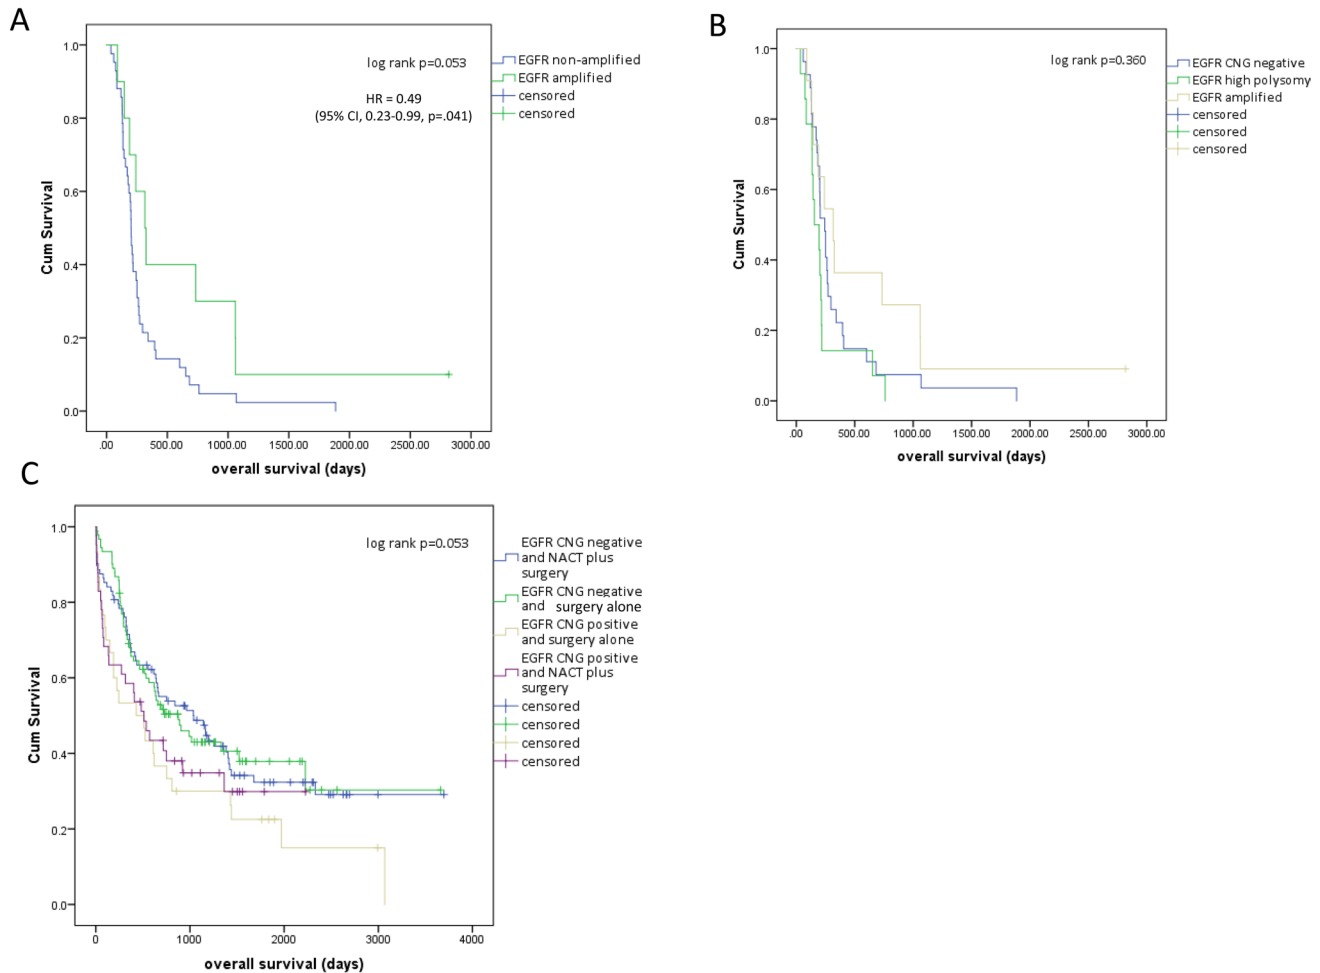 A
log rank p=0.053
HR = 0.49
(95% CI, 0.23-0.99, p=.041)
EGFR non-amplified
EGFR amplified
censored
censored
Cum Survival
1.0
0.8
0.6
0.4
0.2
0.0
.00 500.00 1000.00 1500.00 2000.00 2500.00 3000.00
overall survival (days)
B
log rank p=0.360
EGFR CNG negative
EGFR high polysomy
EGFR amplified
censored
censored
censored
Cum Survival
1.0
0.8
0.6
0.4
0.2
0.0
.00 500.00 1000.00 1500.00 2000.00 2500.00 3000.00
overall survival (days)
C
log rank p=0.053
EGFR CNG negative
and NACT plus
surgery
EGFR CNG negative
and surgery alone
EGFR CNG positive
and surgery alone
EGFR CNG positive
and NACT plus
surgery
censored
censored
censored
censored
Cum Survival
1.0
0.8
0.6
0.4
0.2
0.0
0 1000 2000 3000 4000
overall survival (days)